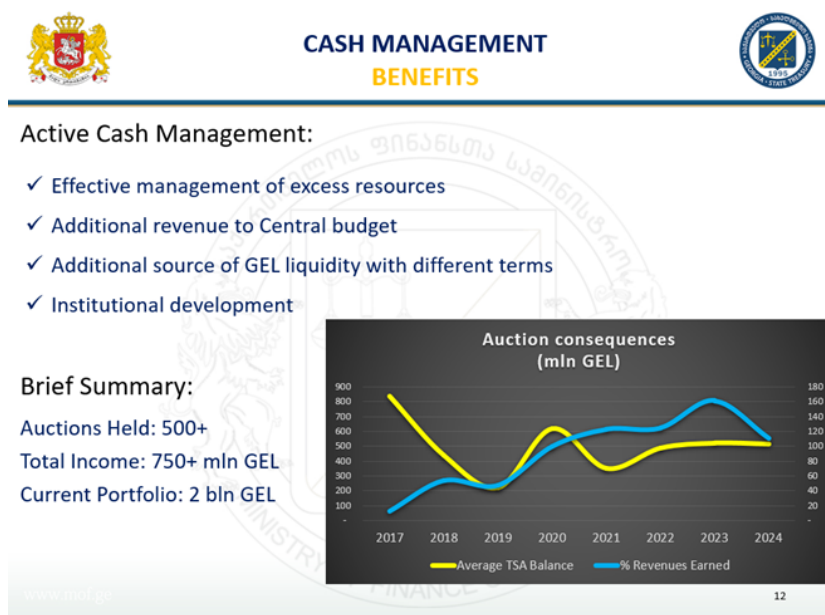 CASH MANAGEMENT
BENEFITS
1995
GEORGIA · STATE TREASURY
Active Cash Management:
✓ Effective management of excess resources
✓ Additional revenue to Central budget
✓ Additional source of GEL liquidity with different terms
✓ Institutional development
Brief Summary:
Auctions Held: 500+
Total Income: 750+ mln GEL
Current Portfolio: 2 bln GEL
Auction consequences
(mln GEL)
900
800
700
600
500
400
300
200
100
-
180
160
140
120
100
80
60
40
20
-
2017 2018 2019 2020 2021 2022 2023 2024
Average TSA Balance % Revenues Earned
www.mof.ge
12